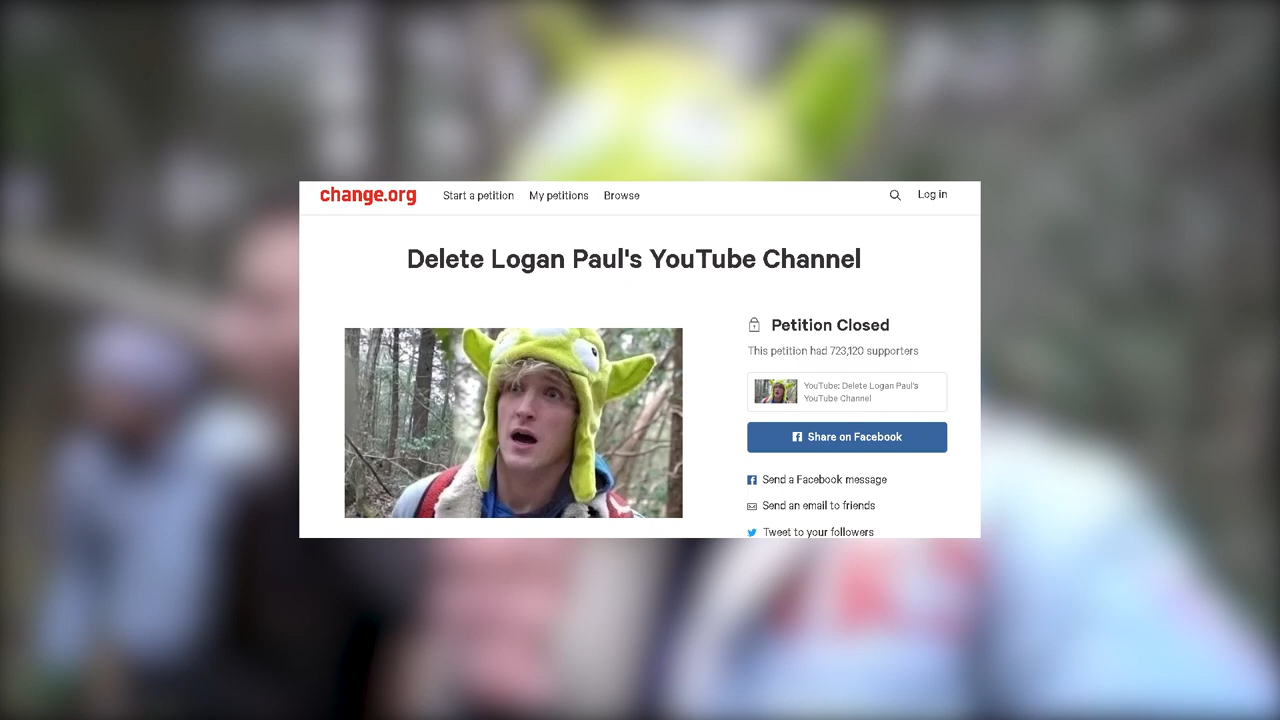 change.org
Start a petition
My petitions
Browse
Log in
Delete Logan Paul's YouTube Channel
Petition Closed
This petition had 723,120 supporters
YouTube: Delete Logan Paul's
YouTube Channel
Share on Facebook
Send a Facebook message
Send an email to friends
Tweet to your followers